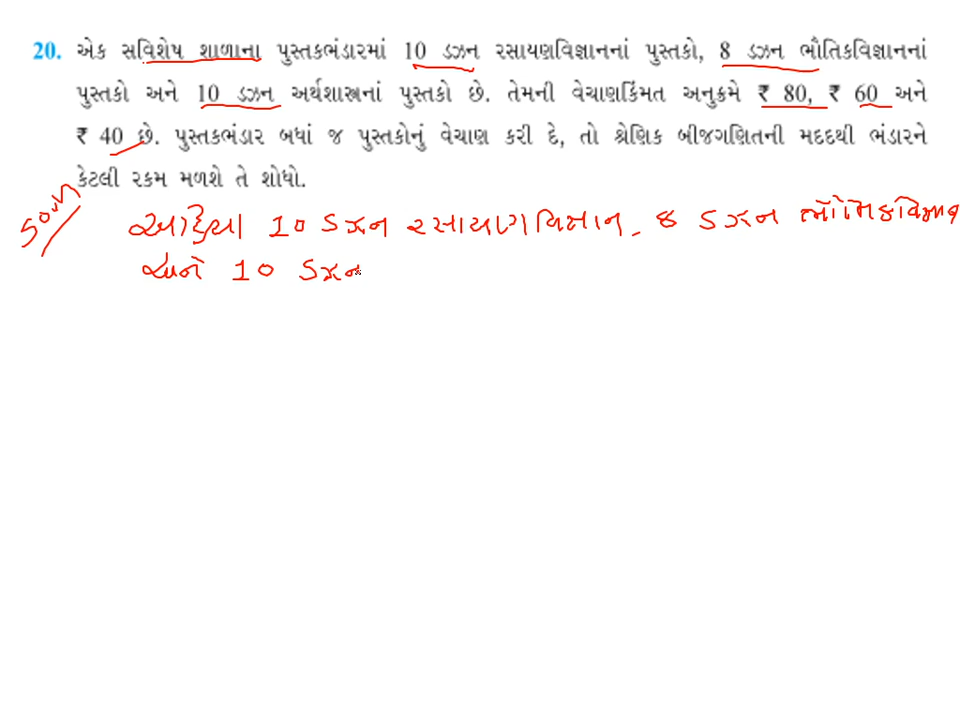 20. એક સવિશેષ શાળાના પુસ્તકભંડારમાં 10 ડઝન રસાયણવિજ્ઞાનનાં પુસ્તકો, 8 ડઝન ભૌતિકવિજ્ઞાનનાં
પુસ્તકો અને 10 ડઝન અર્થશાસ્ત્રનાં પુસ્તકો છે. તેમની વેચાણકિંમત અનુક્રમે ₹ 80, ₹ 60 અને
₹ 40 છે. પુસ્તકભંડાર બધાં જ પુસ્તકોનું વેચાણ કરી દે, તો શ્રેણિક બીજગણિતની મદદથી ભંડારને
કેટલી રકમ મળશે તે શોધો.
10 ડઝન રસાયણવિજ્ઞાન, 8 ડઝન ભૌતિકવિજ્ઞાન
અને 10 ડઝન